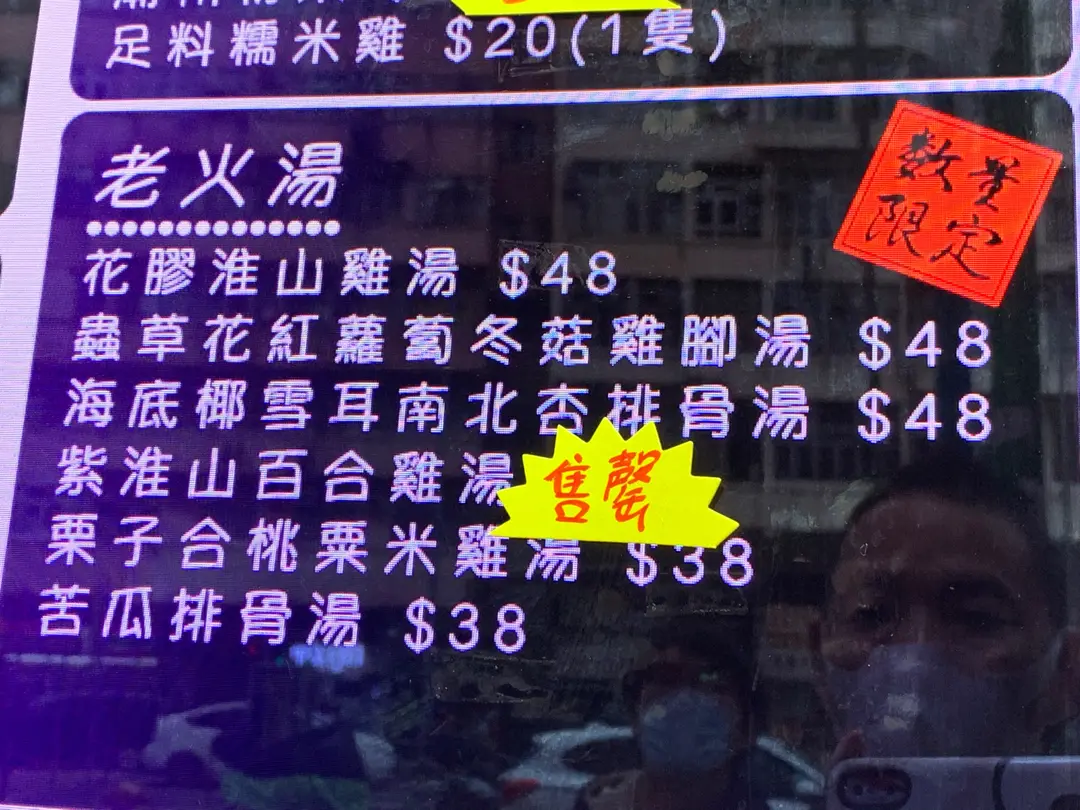 足料糯米雞 $20(1隻)
老火湯
數量
限定
花膠淮山雞湯 $48
蟲草花紅蘿蔔冬菇雞腳湯 $48
海底椰雪耳南北杏排骨湯 $48
紫淮山百合雞湯
售罄
栗子合桃粟米雞湯 $38
苦瓜排骨湯 $38